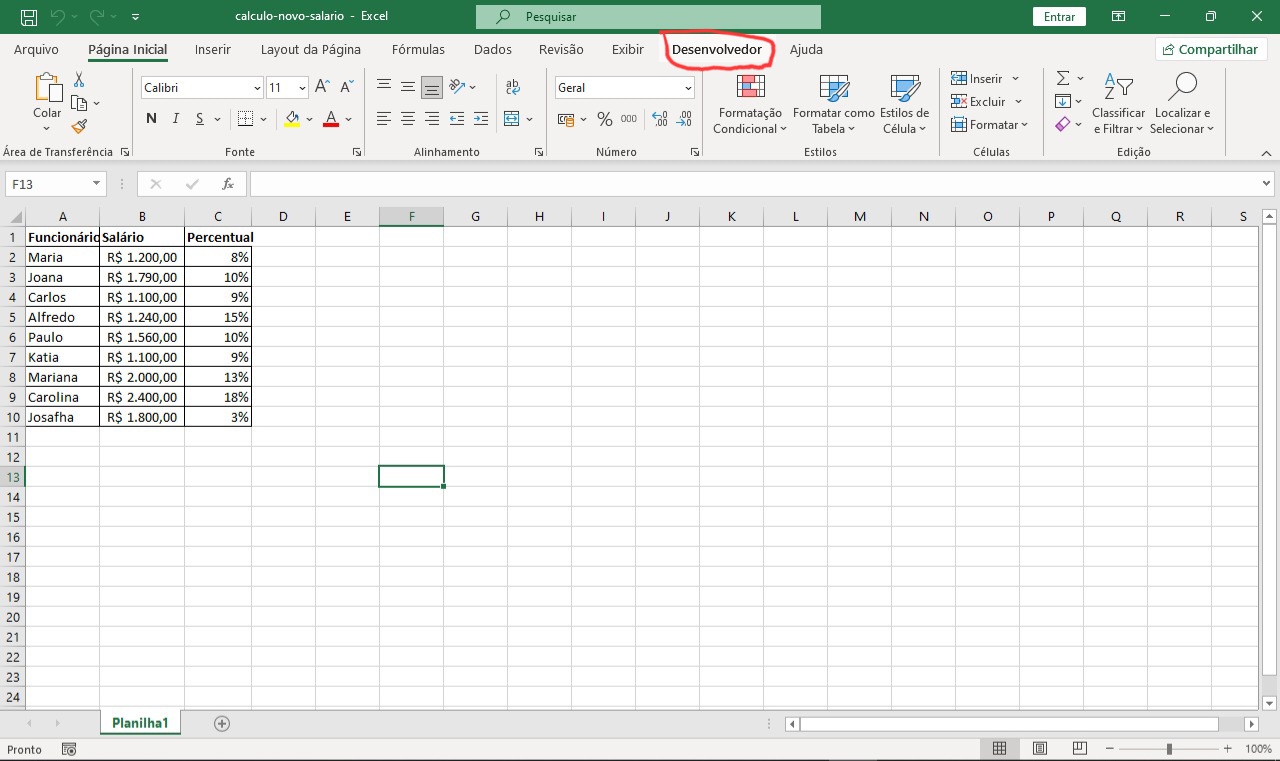 calculo-novo-salario - Excel
Pesquisar
Entrar
Arquivo Página Inicial Inserir Layout da Página Fórmulas Dados Revisão Exibir Desenvolvedor Ajuda
Compartilhar
Colar
Área de Transferência
Calibri 11
N I S A
Fonte
ab
Alinhamento
Geral
% 000
Número
Formatação Condicional
Formatar como Tabela
Estilos de Célula
Estilos
Inserir
Excluir
Formatar
Células
Classificar e Filtrar
Localizar e Selecionar
Edição
F13
fx
A B C D E F G H I J K L M N O P Q R S
1 Funcionário Salário Percentual
2 Maria R$ 1.200,00 8%
3 Joana R$ 1.790,00 10%
4 Carlos R$ 1.100,00 9%
5 Alfredo R$ 1.240,00 15%
6 Paulo R$ 1.560,00 10%
7 Katia R$ 1.100,00 9%
8 Mariana R$ 2.000,00 13%
9 Carolina R$ 2.400,00 18%
10 Josafha R$ 1.800,00 3%
11
12
13
14
15
16
17
18
19
20
21
22
23
24
Planilha1
Pronto
100%